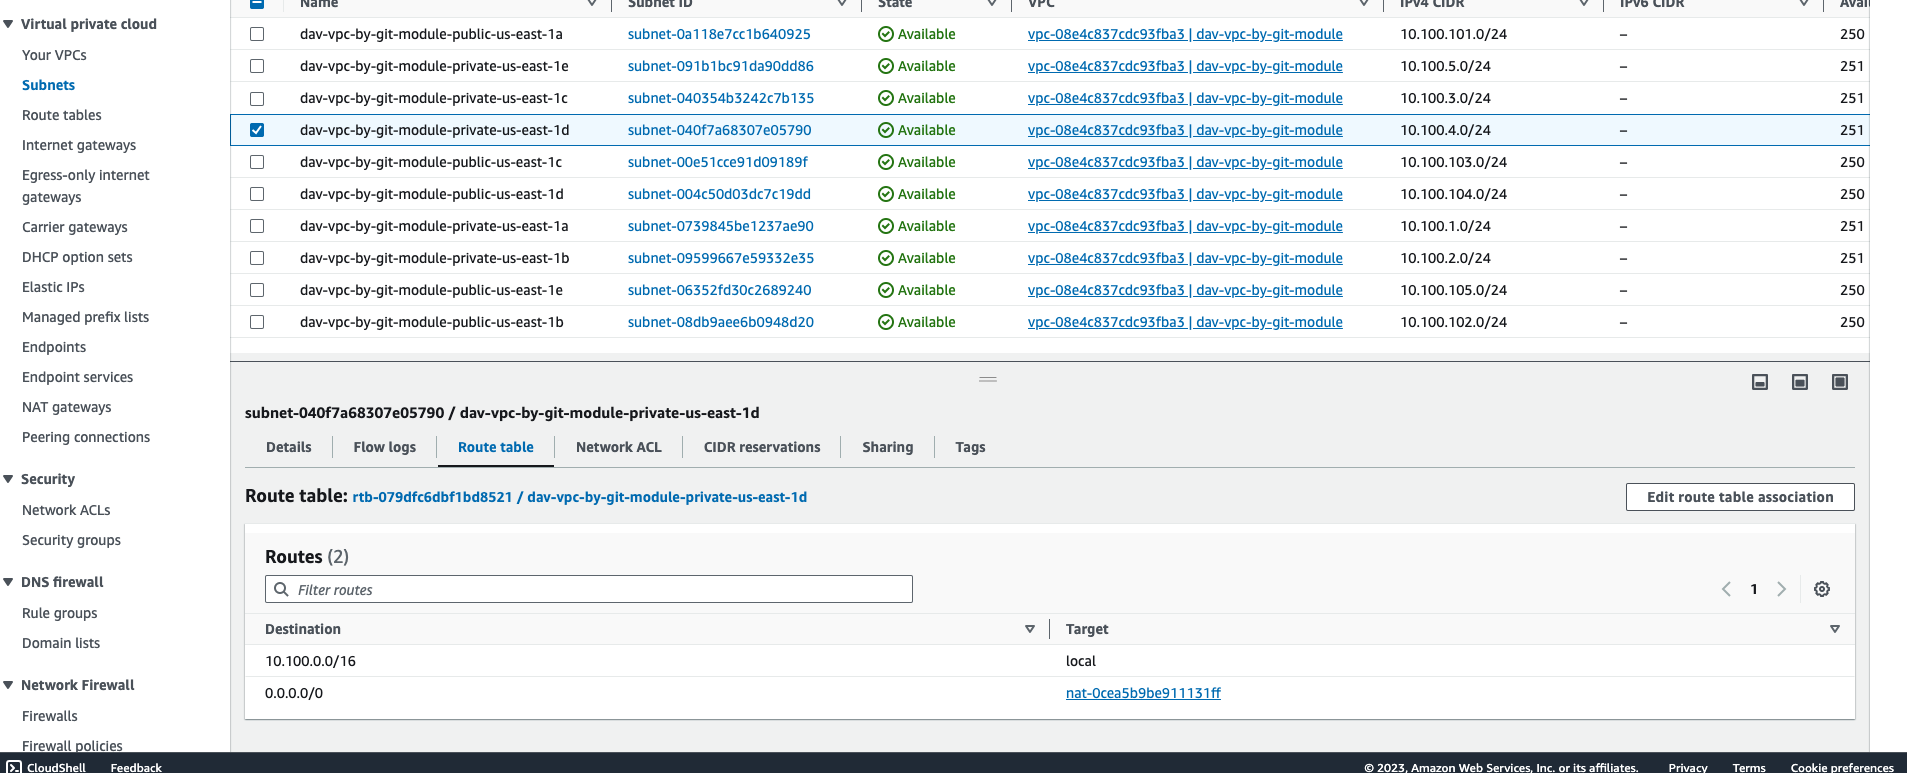 Name Subnet ID State VPC IPv4 CIDR IPv6 CIDR Avail
Virtual private cloud
Your VPCs
Subnets
Route tables
Internet gateways
Egress-only internet
gateways
Carrier gateways
DHCP option sets
Elastic IPs
Managed prefix lists
Endpoints
Endpoint services
NAT gateways
Peering connections
Security
Network ACLs
Security groups
DNS firewall
Rule groups
Domain lists
Network Firewall
Firewalls
Firewall policies
dav-vpc-by-git-module-public-us-east-1a subnet-0a118e7cc1b640925 Available vpc-08e4c837cdc93fba3 | dav-vpc-by-git-module 10.100.101.0/24 – 250
dav-vpc-by-git-module-private-us-east-1e subnet-091b1bc91da90dd86 Available vpc-08e4c837cdc93fba3 | dav-vpc-by-git-module 10.100.5.0/24 – 251
dav-vpc-by-git-module-private-us-east-1c subnet-040354b3242c7b135 Available vpc-08e4c837cdc93fba3 | dav-vpc-by-git-module 10.100.3.0/24 – 251
dav-vpc-by-git-module-private-us-east-1d subnet-040f7a68307e05790 Available vpc-08e4c837cdc93fba3 | dav-vpc-by-git-module 10.100.4.0/24 – 251
dav-vpc-by-git-module-public-us-east-1c subnet-00e51cce91d09189f Available vpc-08e4c837cdc93fba3 | dav-vpc-by-git-module 10.100.103.0/24 – 250
dav-vpc-by-git-module-public-us-east-1d subnet-004c50d03dc7c19dd Available vpc-08e4c837cdc93fba3 | dav-vpc-by-git-module 10.100.104.0/24 – 250
dav-vpc-by-git-module-private-us-east-1a subnet-0739845be1237ae90 Available vpc-08e4c837cdc93fba3 | dav-vpc-by-git-module 10.100.1.0/24 – 251
dav-vpc-by-git-module-private-us-east-1b subnet-09599667e59332e35 Available vpc-08e4c837cdc93fba3 | dav-vpc-by-git-module 10.100.2.0/24 – 251
dav-vpc-by-git-module-public-us-east-1e subnet-06352fd30c2689240 Available vpc-08e4c837cdc93fba3 | dav-vpc-by-git-module 10.100.105.0/24 – 250
dav-vpc-by-git-module-public-us-east-1b subnet-08db9aee6b0948d20 Available vpc-08e4c837cdc93fba3 | dav-vpc-by-git-module 10.100.102.0/24 – 250
subnet-040f7a68307e05790 / dav-vpc-by-git-module-private-us-east-1d
Details Flow logs Route table Network ACL CIDR reservations Sharing Tags
Route table: rtb-079dfc6dbf1bd8521 / dav-vpc-by-git-module-private-us-east-1d Edit route table association
Routes (2)
Filter routes
1
Destination Target
10.100.0.0/16 local
0.0.0.0/0 nat-0cea5b9be911131ff
CloudShell Feedback © 2023, Amazon Web Services, Inc. or its affiliates. Privacy Terms Cookie preferences